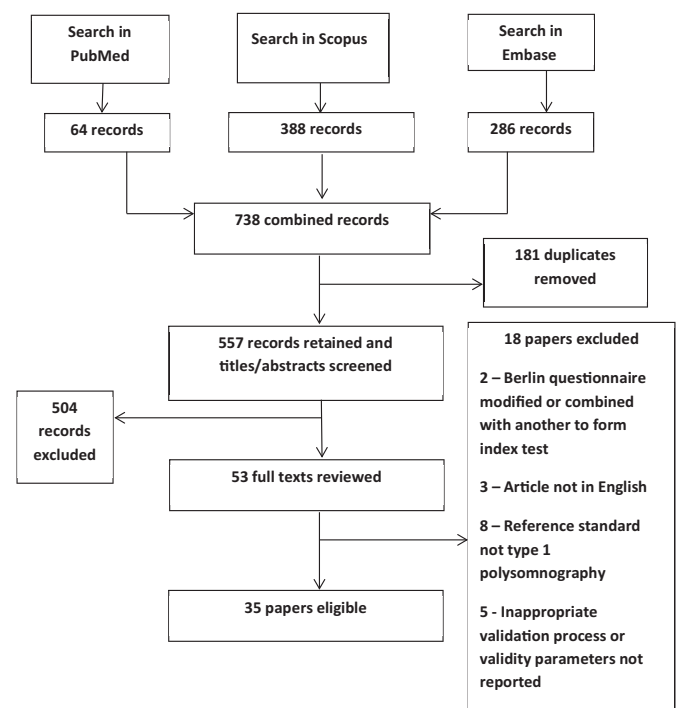 Search in
PubMed
Search in Scopus
Search in
Embase
64 records
388 records
286 records
738 combined records
181 duplicates
removed
557 records retained and
titles/abstracts screened
504
records
excluded
53 full texts reviewed
35 papers eligible
18 papers excluded
2 – Berlin questionnaire
modified or combined
with another to form
index test
3 – Article not in English
8 – Reference standard
not type 1
polysomnography
5 - Inappropriate
validation process or
validity parameters not
reported